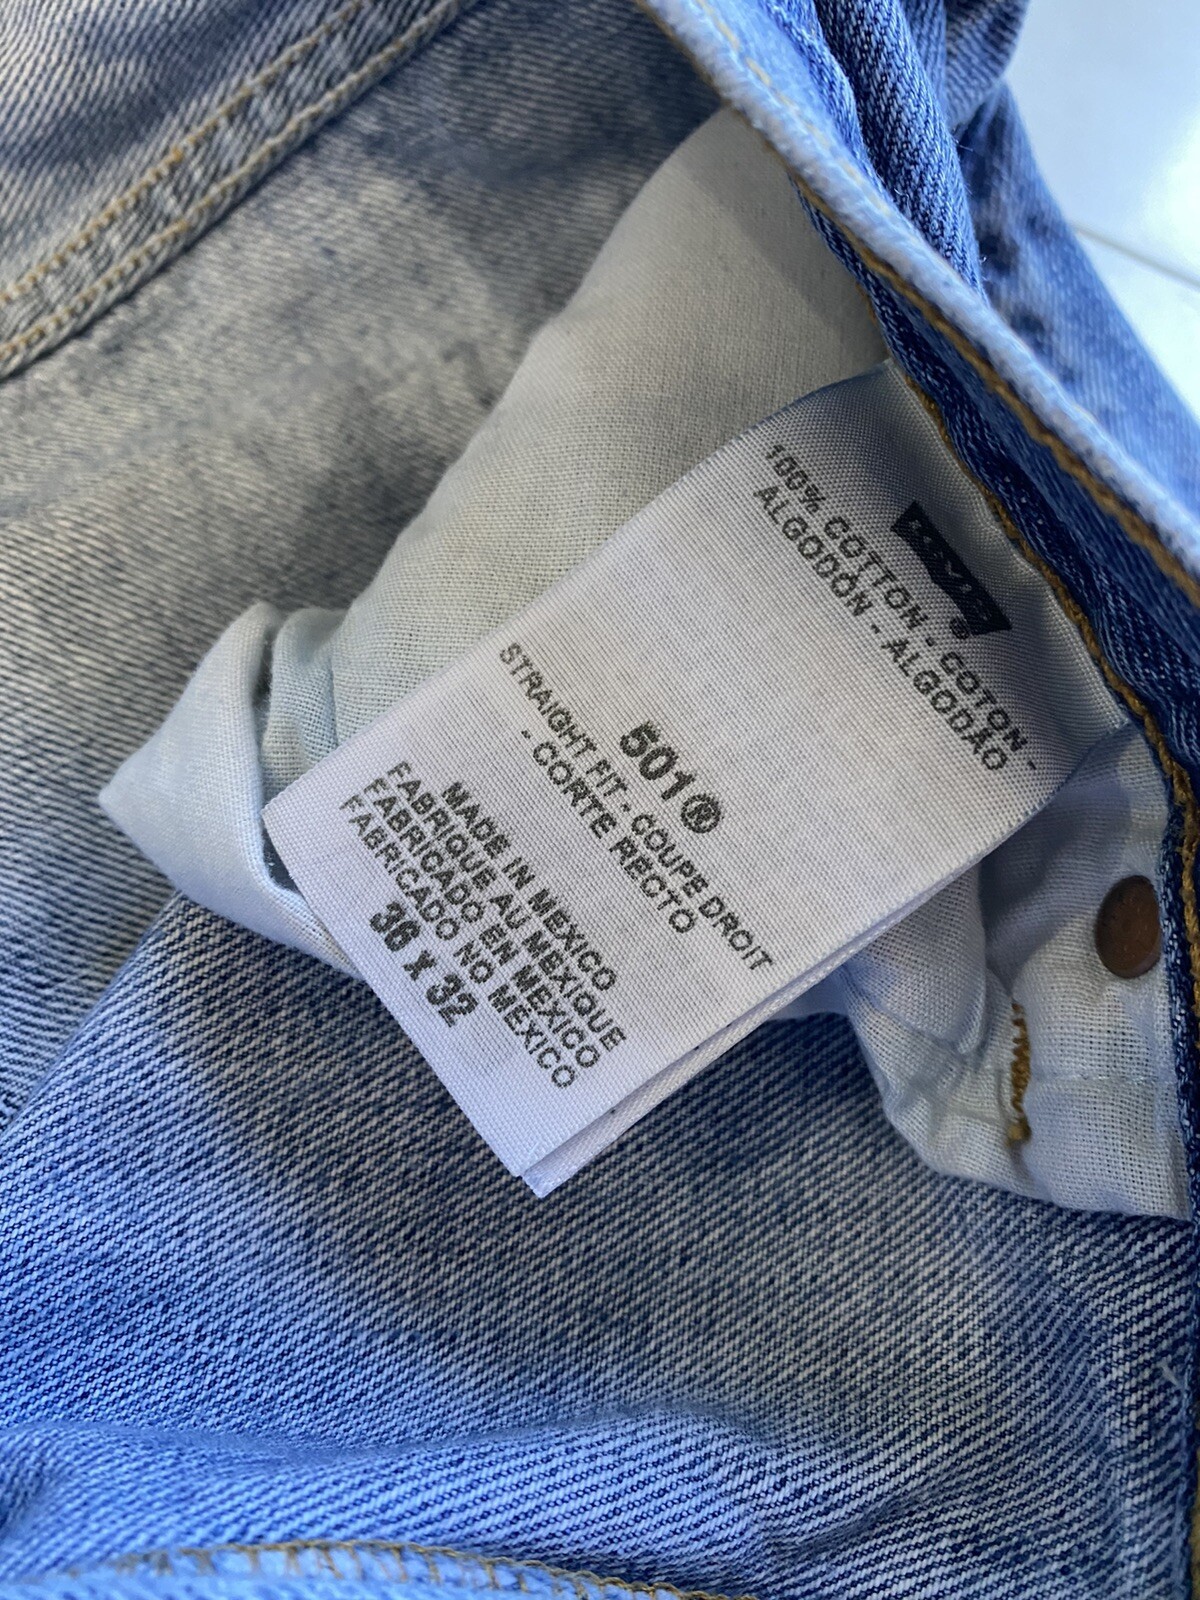 LEVI'S
100% COTTON - COTON -
ALGODÓN - ALGODÃO
501®
STRAIGHT FIT - COUPE DROIT
- CORTE RECTO
MADE IN MEXICO
FABRIQUE AU MEXIQUE
FABRICADO EN MEXICO
FABRICADO NO MÉXICO
36 X 32